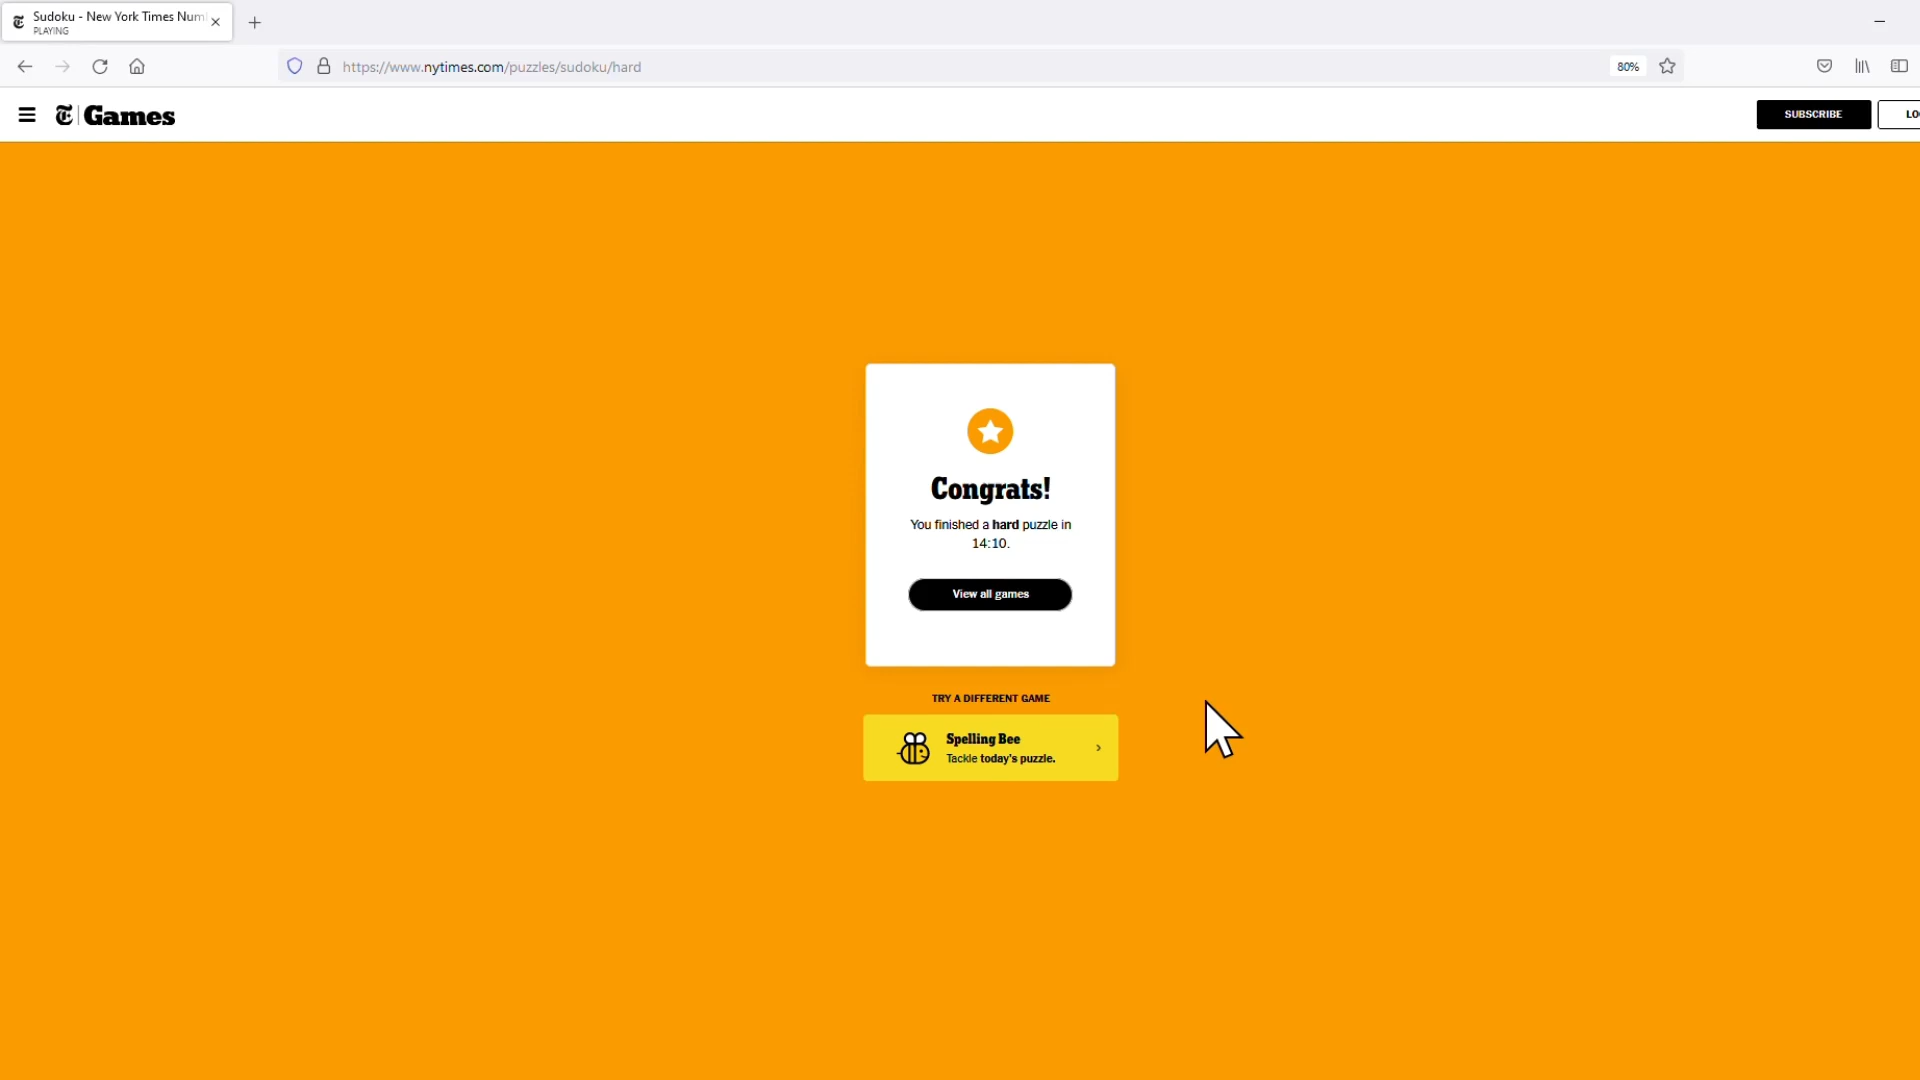 Sudoku - New York Times Num
PLAYING
https://www.nytimes.com/puzzles/sudoku/hard
80%
Games
SUBSCRIBE
LO
Congrats!
You finished a hard puzzle in
14:10.
View all games
TRY A DIFFERENT GAME
Spelling Bee
Tackle today's puzzle.